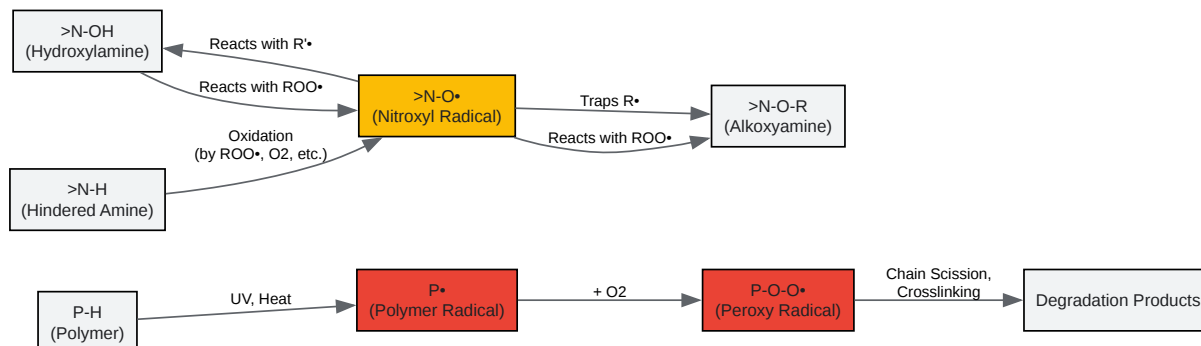 >N-OH
(Hydroxylamine)
Reacts with R'•
Reacts with ROO•
>N-O•
(Nitroxyl Radical)
Traps R•
Reacts with ROO•
>N-O-R
(Alkoxyamine)
Oxidation
(by ROO•, O2, etc.)
>N-H
(Hindered Amine)
P-H
(Polymer)
UV, Heat
P•
(Polymer Radical)
+ O2
P-O-O•
(Peroxy Radical)
Chain Scission,
Crosslinking
Degradation Products